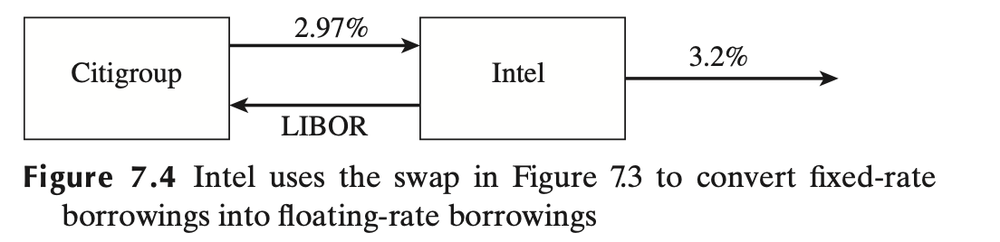 2.97%
Citigroup
Intel
3.2%
LIBOR
Figure 7.4 Intel uses the swap in Figure 7.3 to convert fixed-rate
borrowings into floating-rate borrowings